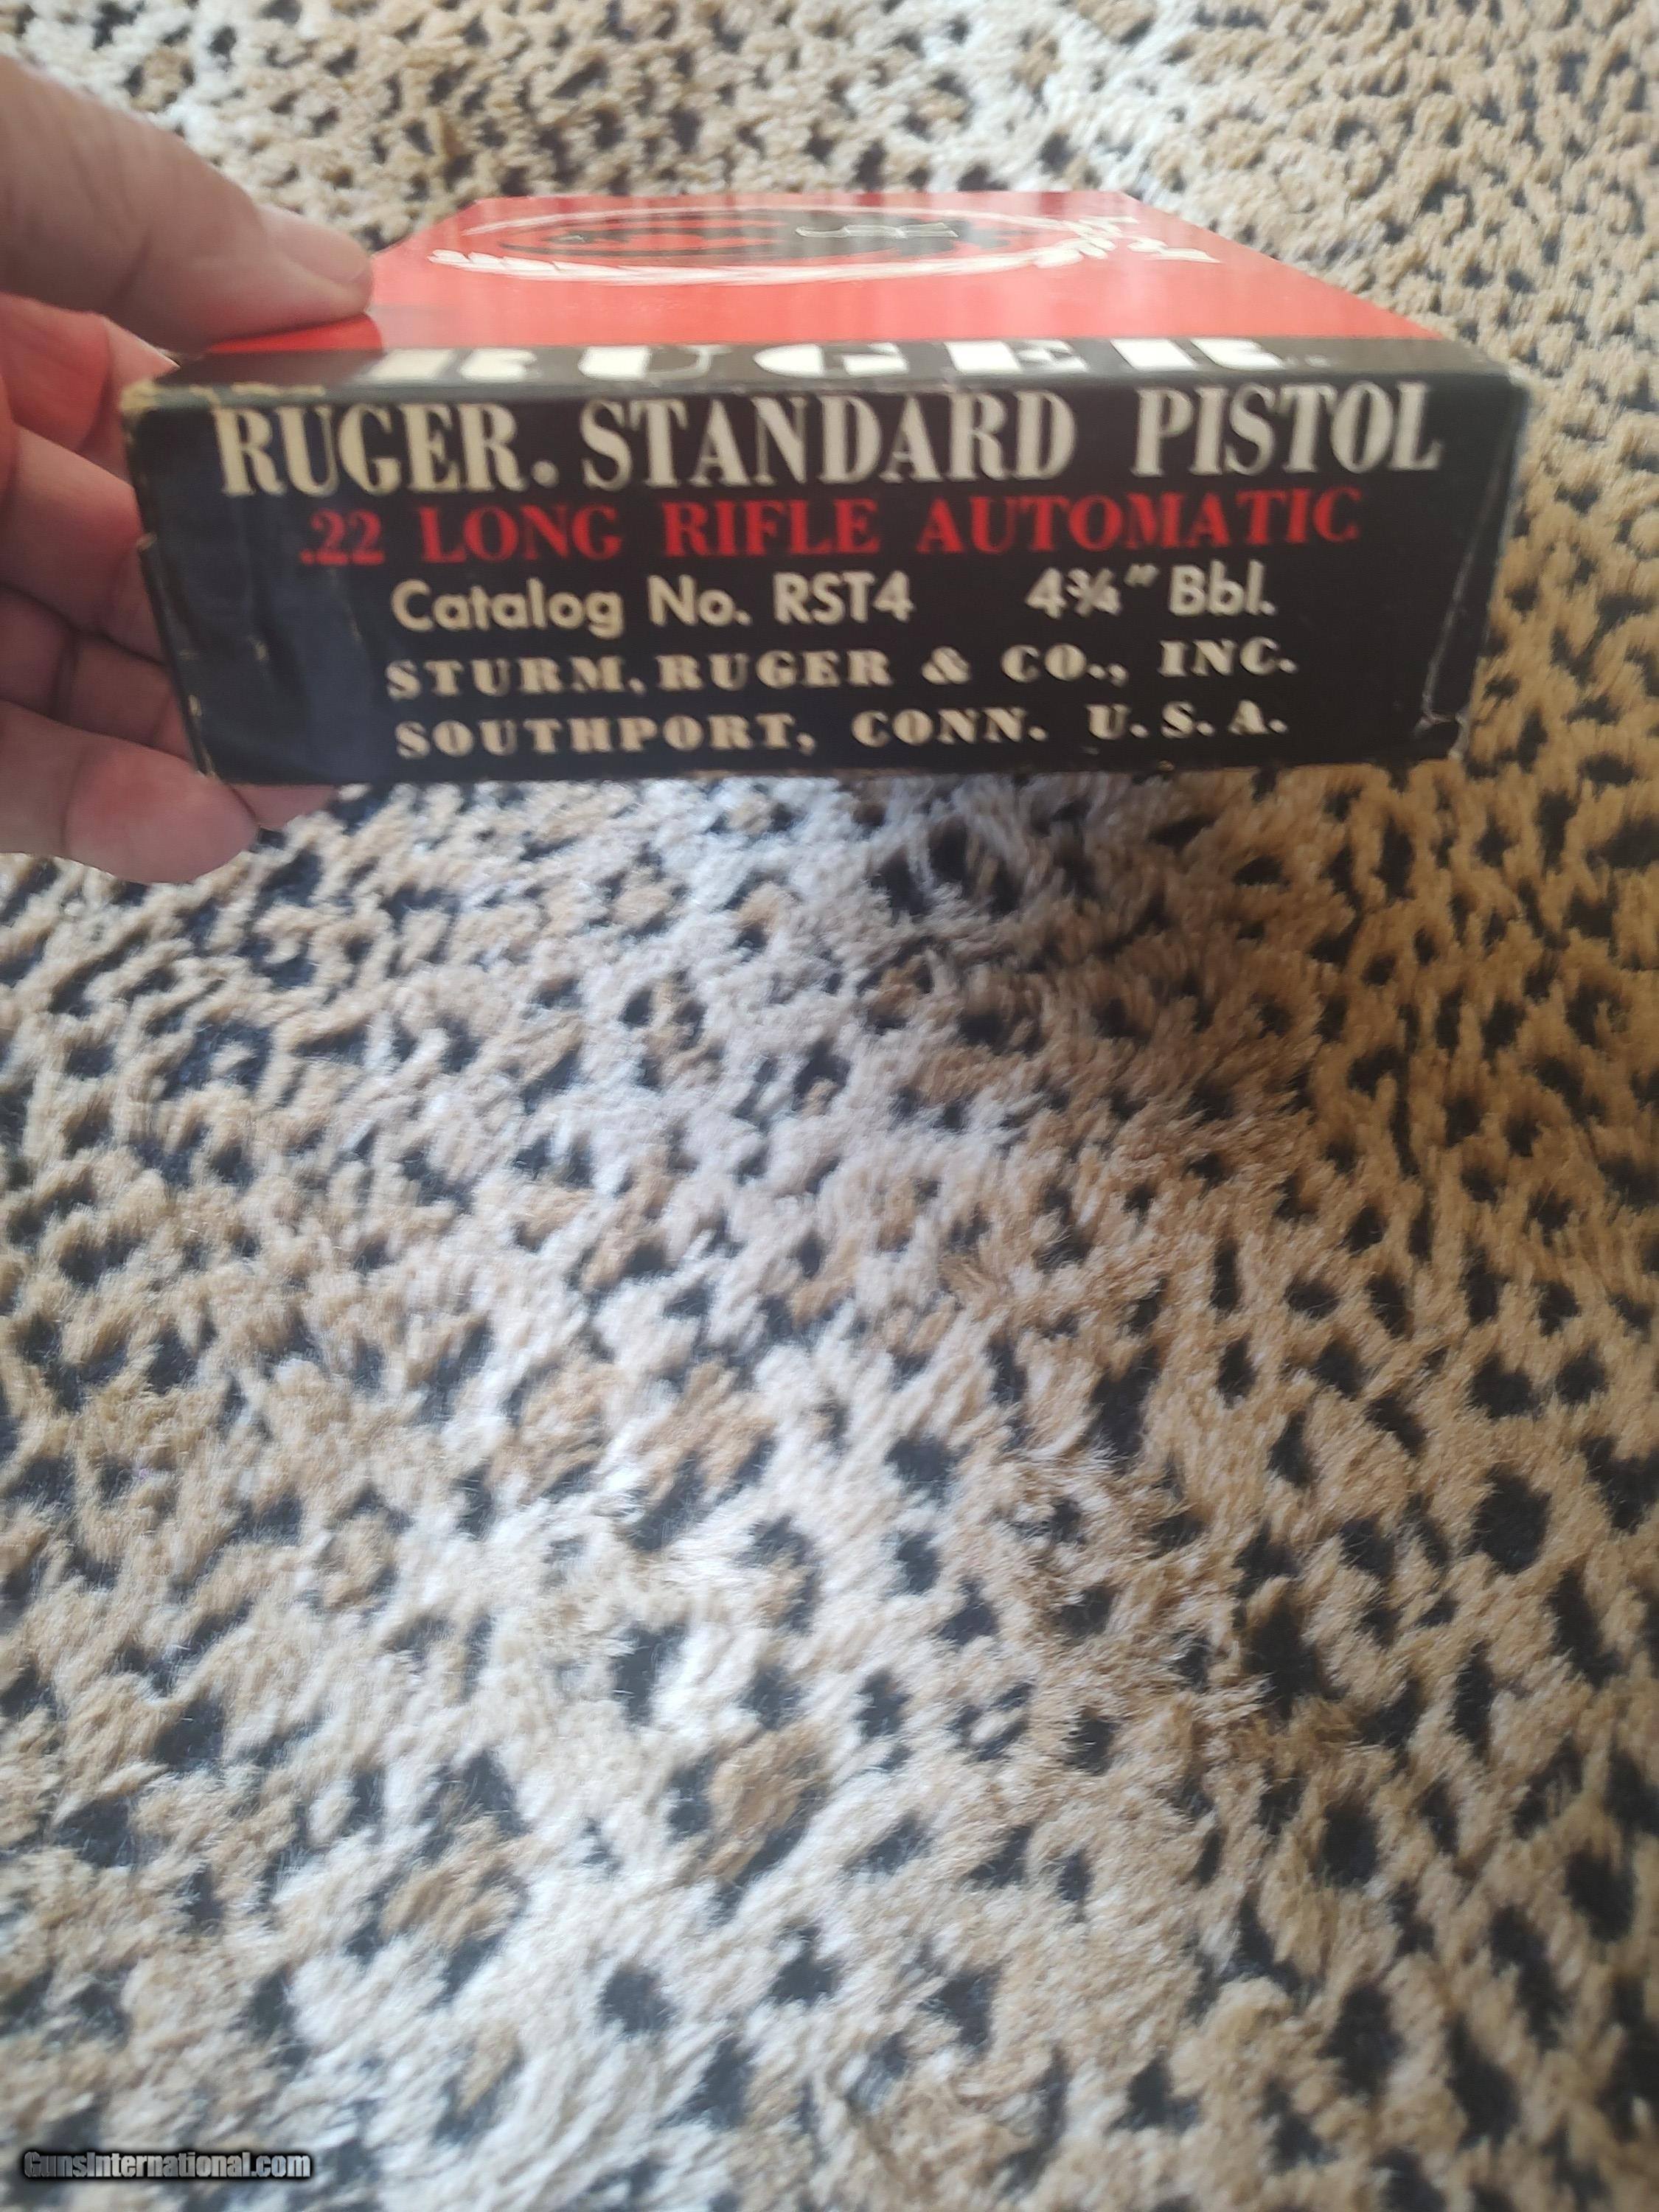 RUGER
RUGER. STANDARD PISTOL
.22 LONG RIFLE AUTOMATIC
Catalog No. RST4 4¾" Bbl.
STURM, RUGER & CO., INC.
SOUTHPORT, CONN. U.S.A.
GunsInternational.com